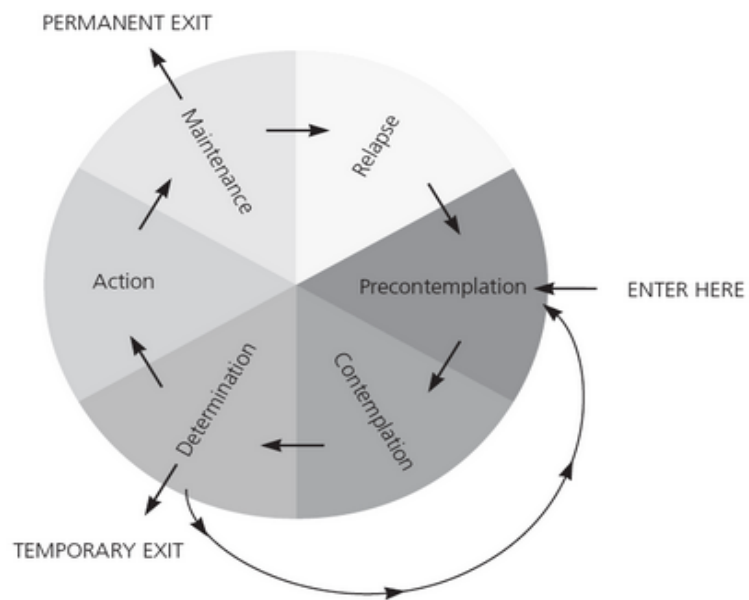 PERMANENT EXIT
Maintenance
Relapse
Action
Precontemplation
ENTER HERE
Determination
Contemplation
TEMPORARY EXIT